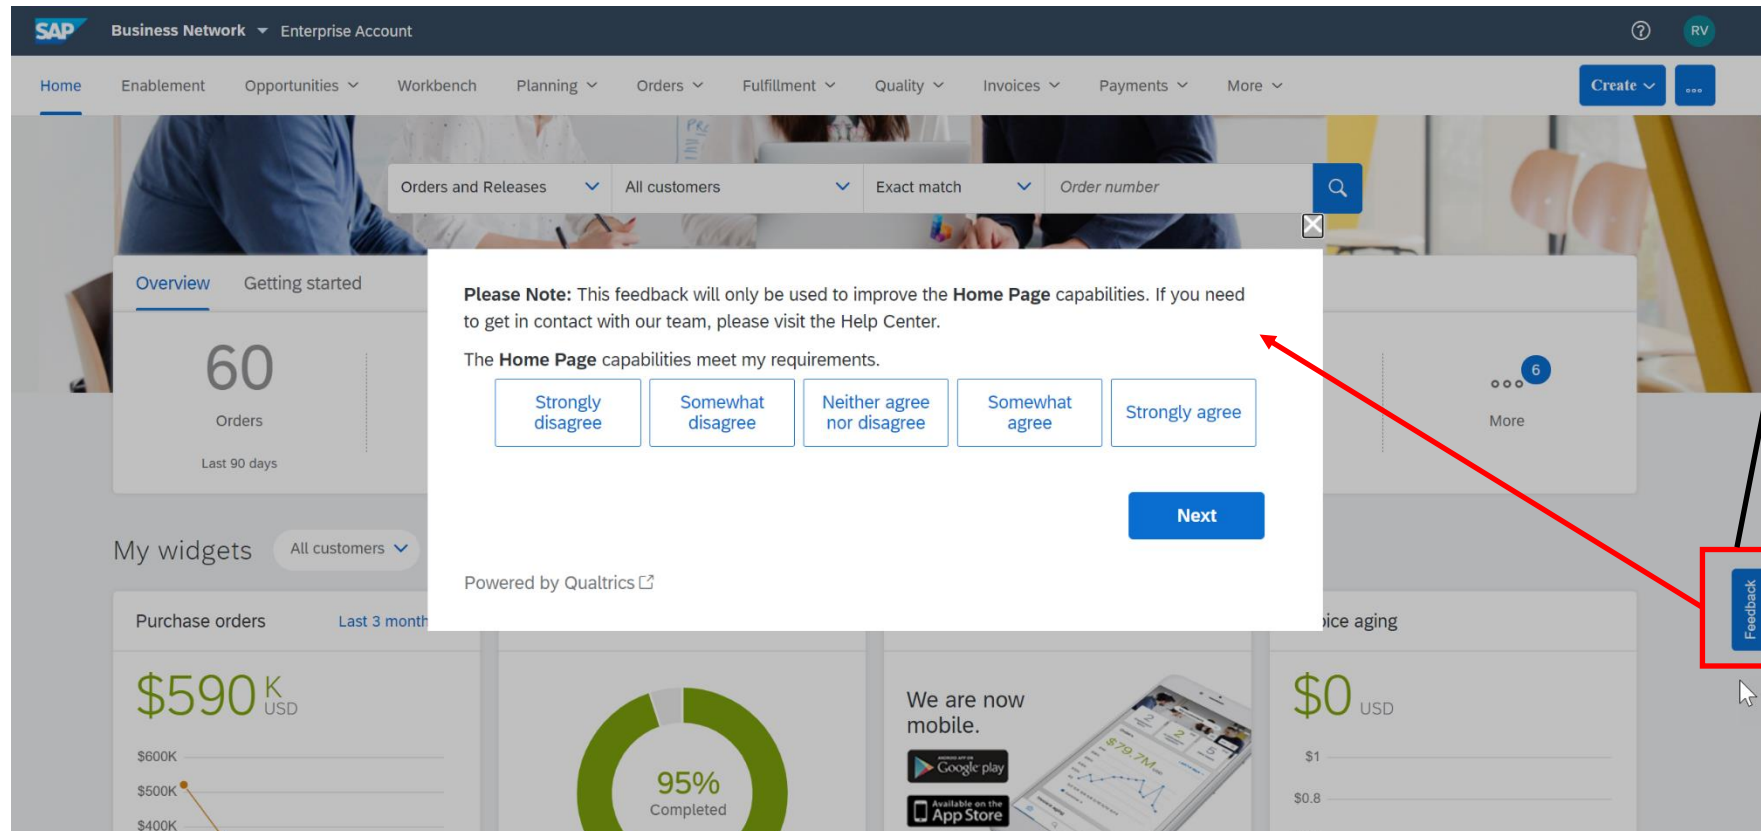 SAP Business Network Enterprise Account RV
Home Enablement Opportunities Workbench Planning Orders Fulfillment Quality Invoices Payments More Create
Orders and Releases All customers Exact match Order number
Overview Getting started
Please Note: This feedback will only be used to improve the Home Page capabilities. If you need
to get in contact with our team, please visit the Help Center.
The Home Page capabilities meet my requirements.
Strongly
disagree
Somewhat
disagree
Neither agree
nor disagree
Somewhat
agree
Strongly agree
Next
Powered by Qualtrics
60
Orders
Last 90 days
6
More
Feedback
My widgets All customers
Purchase orders Last 3 month
$590 K
USD
$600K
$500K
$400K
95%
Completed
We are now
mobile.
Google play
Available on the
App Store
$79.7M
oice aging
$0 USD
$1
$0.8